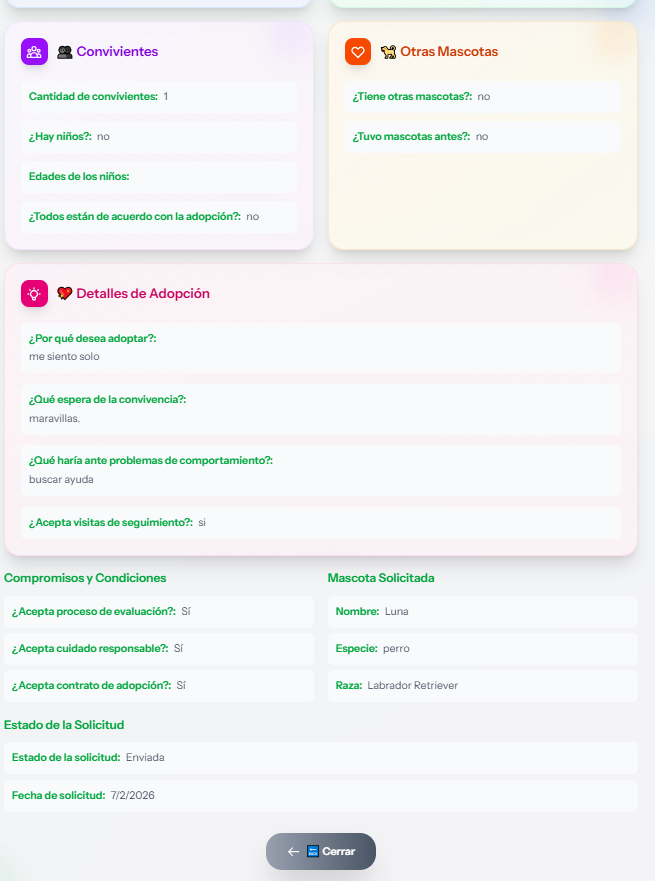 Convivientes
Cantidad de convivientes: 1
¿Hay niños?: no
Edades de los niños:
¿Todos están de acuerdo con la adopción?: no
Otras Mascotas
¿Tiene otras mascotas?: no
¿Tuvo mascotas antes?: no
Detalles de Adopción
¿Por qué desea adoptar?:
me siento solo
¿Qué espera de la convivencia?:
maravillas.
¿Qué haría ante problemas de comportamiento?:
buscar ayuda
¿Acepta visitas de seguimiento?: si
Compromisos y Condiciones
¿Acepta proceso de evaluación?: Sí
¿Acepta cuidado responsable?: Sí
¿Acepta contrato de adopción?: Sí
Mascota Solicitada
Nombre: Luna
Especie: perro
Raza: Labrador Retriever
Estado de la Solicitud
Estado de la solicitud: Enviada
Fecha de solicitud: 7/2/2026
← Cerrar